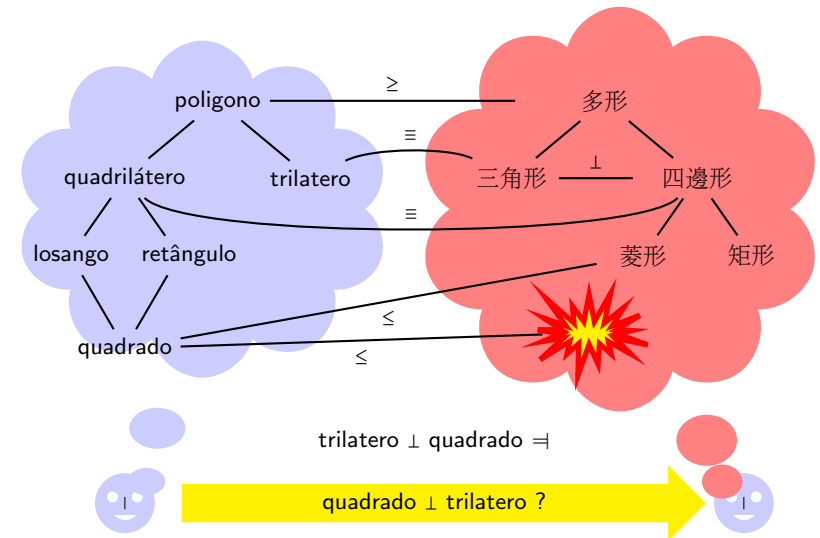 poligono ≥ 多形
≡
quadrilátero trilatero 三角形 ⊥ 四邊形
≡
losango retângulo 菱形 矩形
≤
quadrado
≤
trilatero ⊥ quadrado ⫤
quadrado ⊥ trilatero ?